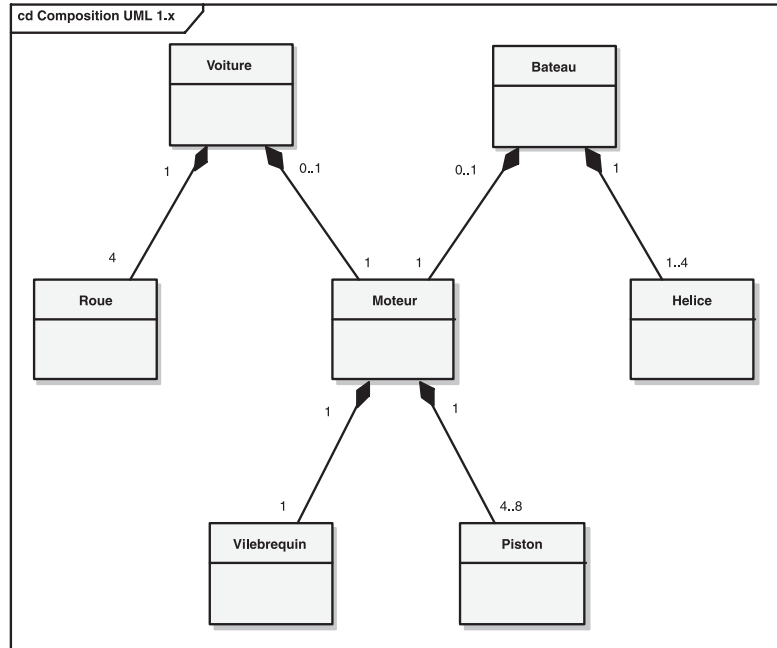 cd Composition UML 1.x
Voiture
Bateau
1
0..1
0..1
1
4
1
1
1..4
Roue
Moteur
Helice
1
1
1
4..8
Vilebrequin
Piston